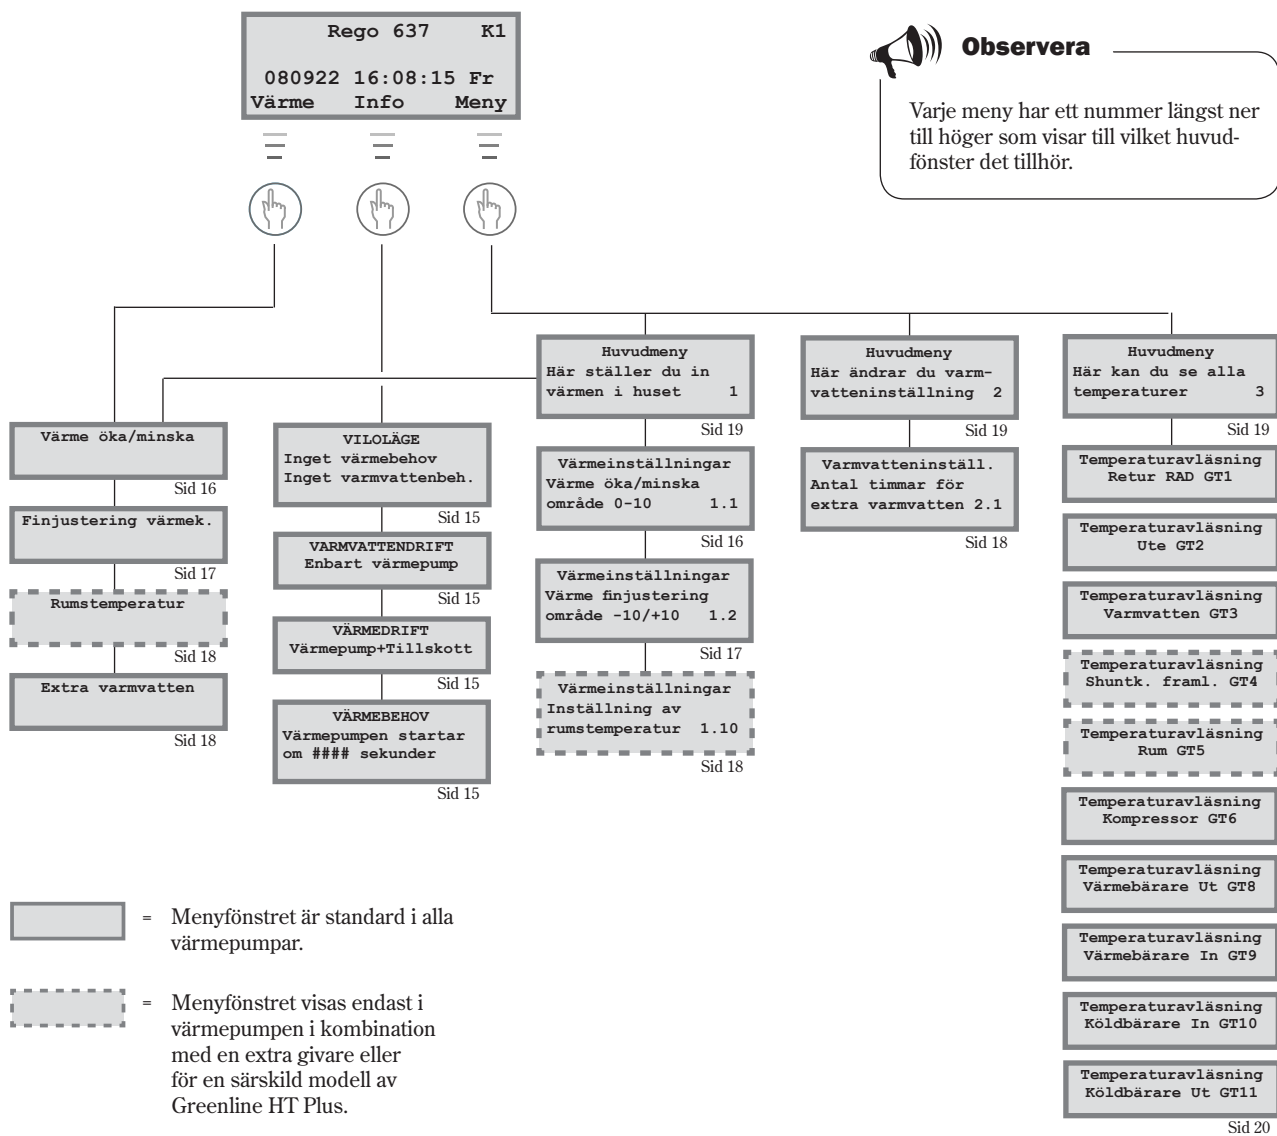 Rego 637 K1
080922 16:08:15 Fr
Värme Info Meny
Observera
Varje meny har ett nummer längst ner
till höger som visar till vilket huvud-
fönster det tillhör.
Värme öka/minska
Sid 16
Finjustering värmek.
Sid 17
Rumstemperatur
Sid 18
Extra varmvatten
Sid 18
VILOLÄGE
Inget värmebehov
Inget varmvattenbeh.
Sid 15
VARMVATTENDRIFT
Enbart värmepump
Sid 15
VÄRMEDRIFT
Värmepump+Tillskott
Sid 15
VÄRMEBEHOV
Värmepumpen startar
om #### sekunder
Sid 15
Huvudmeny
Här ställer du in
värmen i huset 1
Sid 19
Värmeinställningar
Värme öka/minska
område 0-10 1.1
Sid 16
Värmeinställningar
Värme finjustering
område -10/+10 1.2
Sid 17
Värmeinställningar
Inställning av
rumstemperatur 1.10
Sid 18
Huvudmeny
Här ändrar du varm-
vatteninställning 2
Sid 19
Varmvatteninställ.
Antal timmar för
extra varmvatten 2.1
Sid 18
Huvudmeny
Här kan du se alla
temperaturer 3
Sid 19
Temperaturavläsning
Retur RAD GT1
Temperaturavläsning
Ute GT2
Temperaturavläsning
Varmvatten GT3
Temperaturavläsning
Shuntk. framl. GT4
Temperaturavläsning
Rum GT5
Temperaturavläsning
Kompressor GT6
Temperaturavläsning
Värmebärare Ut GT8
Temperaturavläsning
Värmebärare In GT9
Temperaturavläsning
Köldbärare In GT10
Temperaturavläsning
Köldbärare Ut GT11
Sid 20
= Menyfönstret är standard i alla
värmepumpar.
= Menyfönstret visas endast i
värmepumpen i kombination
med en extra givare eller
för en särskild modell av
Greenline HT Plus.